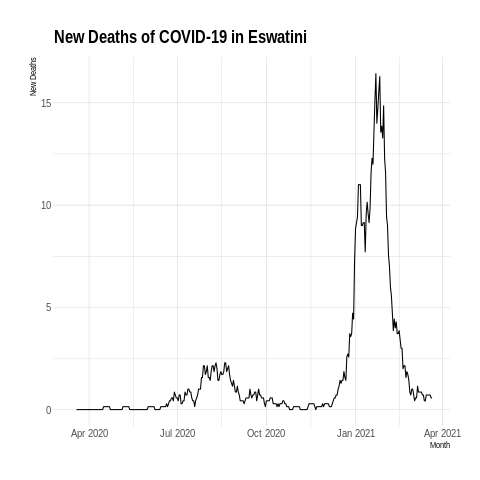 New Deaths of COVID-19 in Eswatini
New Deaths
15
10
5
0
Apr 2020 Jul 2020 Oct 2020 Jan 2021 Apr 2021
Month